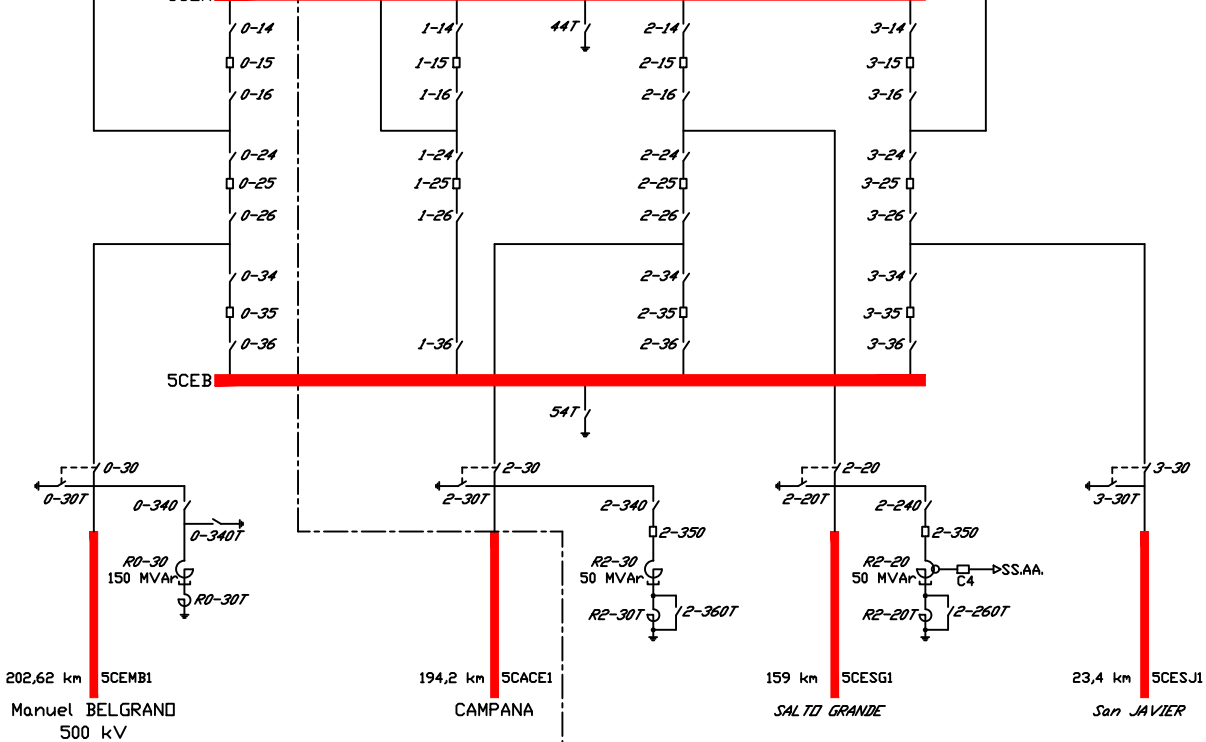 0-14
1-14
44T
2-14
3-14
0-15
1-15
2-15
3-15
0-16
1-16
2-16
3-16
0-24
1-24
2-24
3-24
0-25
1-25
2-25
3-25
0-26
1-26
2-26
3-26
0-34
2-34
3-34
0-35
2-35
3-35
0-36
1-36
2-36
3-36
5CEB
54T
0-30
2-30
2-20
3-30
0-30T
2-30T
2-20T
3-30T
0-340
2-340
2-240
0-340T
2-350
2-350
R0-30
150 MVAr
R2-30
50 MVAr
R2-20
50 MVAr
C4
SS.AA.
R0-30T
R2-30T
2-360T
R2-20T
2-260T
202,62 km
5CEMB1
194,2 km
5CACE1
159 km
5CESG1
23,4 km
5CESJ1
Manuel BELGRANO
500 kV
CAMPANA
SALTO GRANDE
San JAVIER